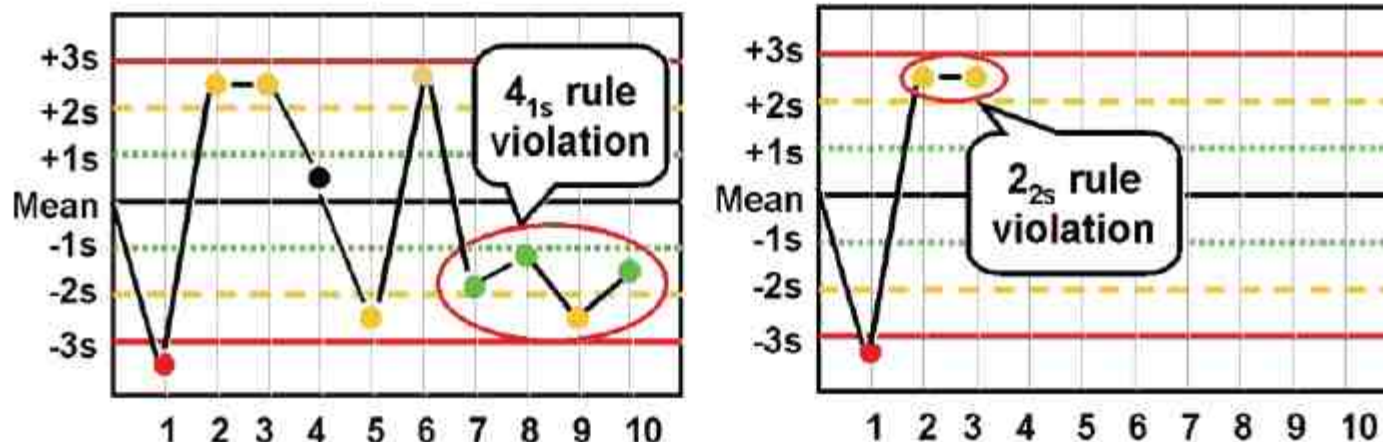 +3s
+2s
+1s
Mean
-1s
-2s
-3s
4₁ₛ rule
violation
1 2 3 4 5 6 7 8 9 10
+3s
+2s
+1s
Mean
-1s
-2s
-3s
2₂ₛ rule
violation
1 2 3 4 5 6 7 8 9 10